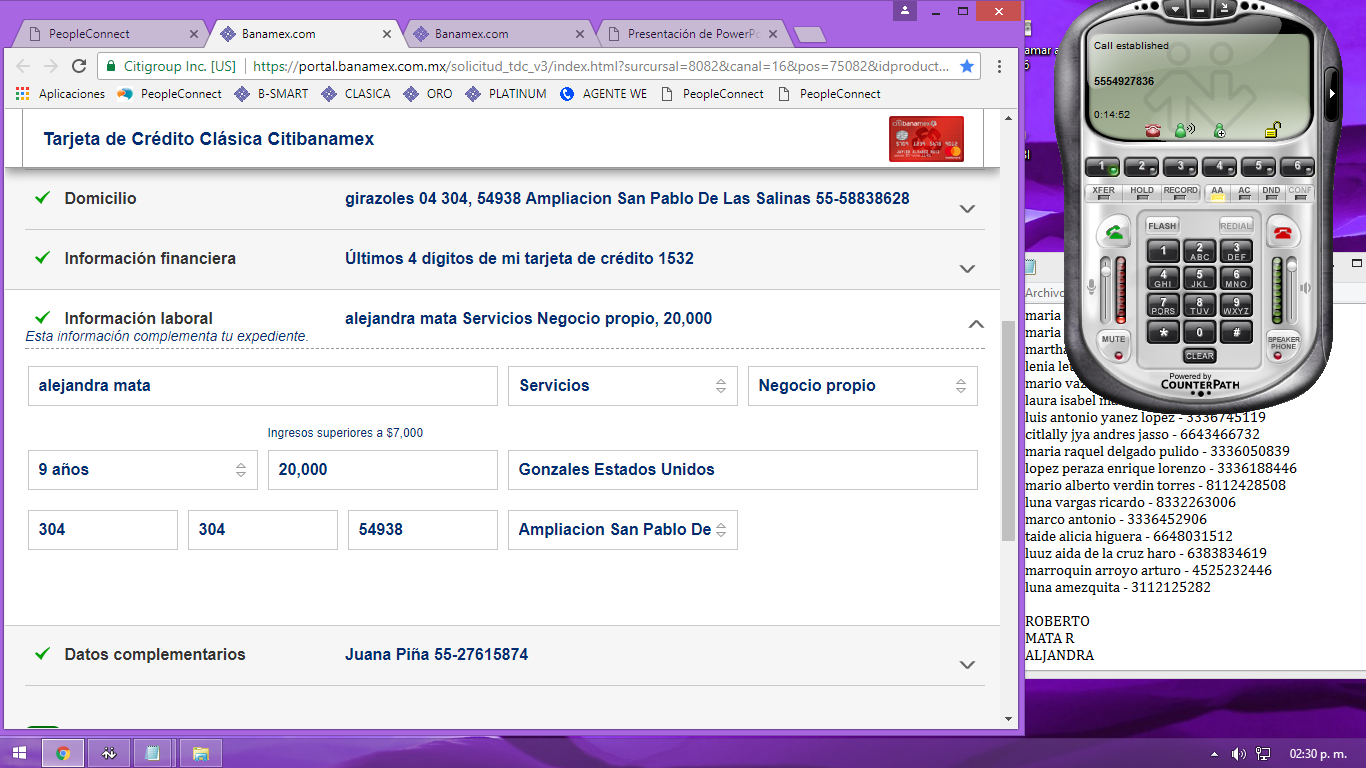 PeopleConnect
Banamex.com
Banamex.com
Presentación de PowerPo
Citigroup Inc. [US]
https://portal.banamex.com.mx/solicitud_tdc_v3/index.html?surcursal=8082&canal=16&pos=75082&idproduct...
Aplicaciones
PeopleConnect
B-SMART
CLASICA
ORO
PLATINUM
AGENTE WE
PeopleConnect
PeopleConnect
Tarjeta de Crédito Clásica Citibanamex
citibanamex
Domicilio
girazoles 04 304, 54938 Ampliacion San Pablo De Las Salinas 55-58838628
Información financiera
Últimos 4 dígitos de mi tarjeta de crédito 1532
Información laboral
alejandra mata Servicios Negocio propio, 20,000
Esta información complementa tu expediente.
alejandra mata
Servicios
Negocio propio
Ingresos superiores a $7,000
9 años
20,000
Gonzales Estados Unidos
304
304
54938
Ampliacion San Pablo De
Datos complementarios
Juana Piña 55-27615874
Call established
5554927836
0:14:52
1 2 3 4 5 6
XFER HOLD RECORD AA AC DND CONF
FLASH
REDIAL
1
2 ABC
3 DEF
4 GHI
5 JKL
6 MNO
7 PQRS
8 TUV
9 WXYZ
*
0
#
MUTE
CLEAR
SPEAKER PHONE
Powered by
COUNTERPATH
Archivo
maria
maria
martha
lenia
mario
laura isabel
luis antonio yanez lopez - 3336745119
citlally jya andres jasso - 6643466732
maria raquel delgado pulido - 3336050839
lopez peraza enrique lorenzo - 3336188446
mario alberto verdin torres - 8112428508
luna vargas ricardo - 8332263006
marco antonio - 3336452906
taide alicia higuera - 6648031512
luuz aida de la cruz haro - 6383834619
marroquin arroyo arturo - 4525232446
luna amezquita - 3112125282
ROBERTO
MATA R
ALJANDRA
02:30 p. m.